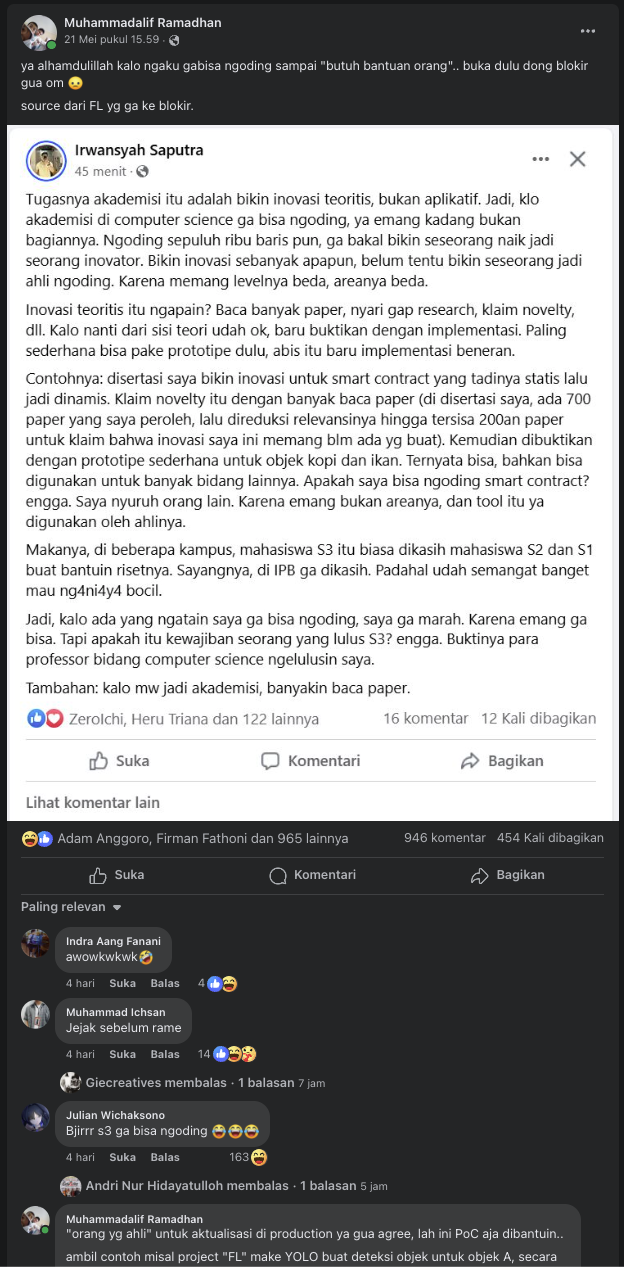 Muhammadalif Ramadhan
21 Mei pukul 15.59 ·
ya alhamdulillah kalo ngaku gabisa ngoding sampai "butuh bantuan orang".. buka dulu dong blokir
gua om 😥
source dari FL yg ga ke blokir.
Irwansyah Saputra
45 menit ·
Tugasnya akademisi itu adalah bikin inovasi teoritis, bukan aplikatif. Jadi, klo
akademisi di computer science ga bisa ngoding, ya emang kadang bukan
bagiannya. Ngoding sepuluh ribu baris pun, ga bakal bikin seseorang naik jadi
seorang inovator. Bikin inovasi sebanyak apapun, belum tentu bikin seseorang jadi
ahli ngoding. Karena memang levelnya beda, areanya beda.
Inovasi teoritis itu ngapain? Baca banyak paper, nyari gap research, klaim novelty,
dll. Kalo nanti dari sisi teori udah ok, baru buktikan dengan implementasi. Paling
sederhana bisa pake prototipe dulu, abis itu baru implementasi beneran.
Contohnya: disertasi saya bikin inovasi untuk smart contract yang tadinya statis lalu
jadi dinamis. Klaim novelty itu dengan banyak baca paper (di disertasi saya, ada 700
paper yang saya peroleh, lalu direduksi relevansinya hingga tersisa 200an paper
untuk klaim bahwa inovasi saya ini memang blm ada yg buat). Kemudian dibuktikan
dengan prototipe sederhana untuk objek kopi dan ikan. Ternyata bisa, bahkan bisa
digunakan untuk banyak bidang lainnya. Apakah saya bisa ngoding smart contract?
engga. Saya nyuruh orang lain. Karena emang bukan areanya, dan tool itu ya
digunakan oleh ahlinya.
Makanya, di beberapa kampus, mahasiswa S3 itu biasa dikasih mahasiswa S2 dan S1
buat bantuin risetnya. Sayangnya, di IPB ga dikasih. Padahal udah semangat banget
mau ng4ni4y4 bocil.
Jadi, kalo ada yang ngatain saya ga bisa ngoding, saya ga marah. Karena emang ga
bisa. Tapi apakah itu kewajiban seorang yang lulus S3? engga. Buktinya para
professor bidang computer science ngelulusin saya.
Tambahan: kalo mw jadi akademisi, banyakin baca paper.
ZeroIchi, Heru Triana dan 122 lainnya 16 komentar 12 Kali dibagikan
Suka Komentari Bagikan
Lihat komentar lain
Adam Anggoro, Firman Fathoni dan 965 lainnya 946 komentar 454 Kali dibagikan
Suka Komentari Bagikan
Paling relevan
Indra Aang Fanani
awowkwkwk🤣
4 hari Suka Balas 4
Muhammad Ichsan
Jejak sebelum rame
4 hari Suka Balas 14
Giecreatives membalas · 1 balasan 7 jam
Julian Wichaksono
Bjirrr s3 ga bisa ngoding 😂😂😂
4 hari Suka Balas 163
Andri Nur Hidayatulloh membalas · 1 balasan 5 jam
Muhammadalif Ramadhan
"orang yg ahli" untuk aktualisasi di production ya gua agree, lah ini PoC aja dibantuin..
ambil contoh misal project "FL" make YOLO buat deteksi objek untuk objek A, secara